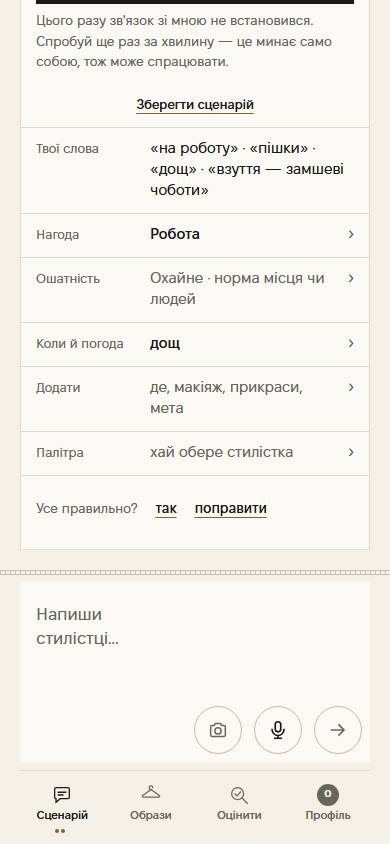 Цього разу зв'язок зі мною не встановився.
Спробуй ще раз за хвилину — це минає само
собою, тож може спрацювати.
Зберегти сценарій
Твої слова
«на роботу» · «пішки» ·
«дощ» · «взуття — замшеві
чоботи»
Нагода
Робота
Ошатність
Охайне · норма місця чи
людей
Коли й погода
дощ
Додати
де, макіяж, прикраси,
мета
Палітра
хай обере стилістка
Усе правильно? так поправити
Напиши
стилістці...
Сценарій
Образи
Оцінити
О
Профіль